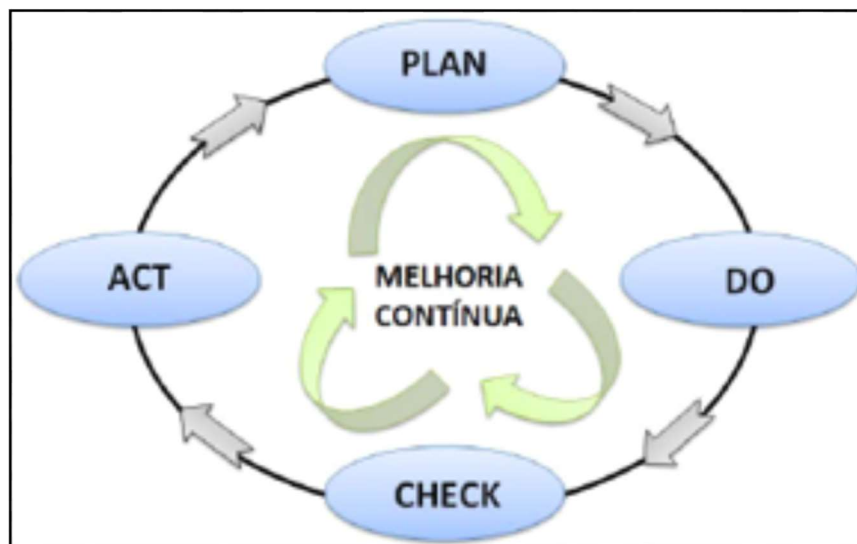 PLAN
ACT
MELHORIA
CONTÍNUA
DO
CHECK